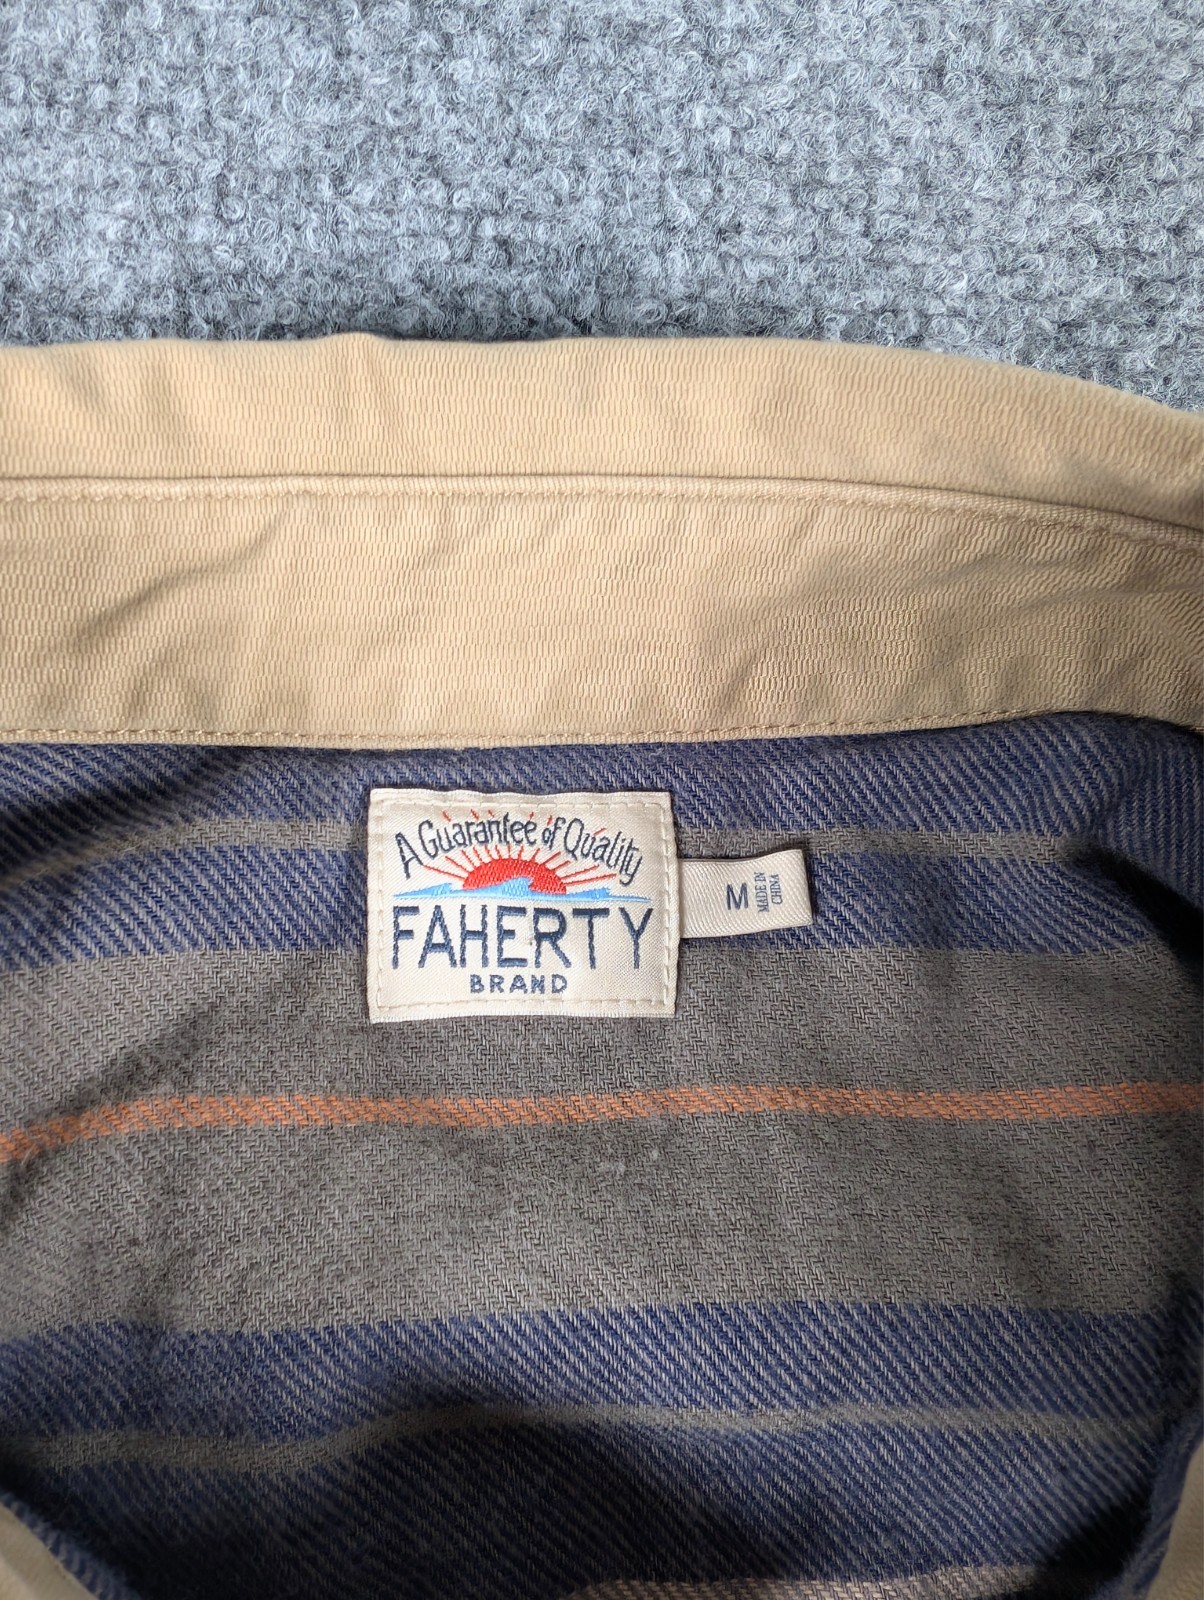 A Guarantee of Quality
FAHERTY
BRAND
M
MADE IN
CHINA